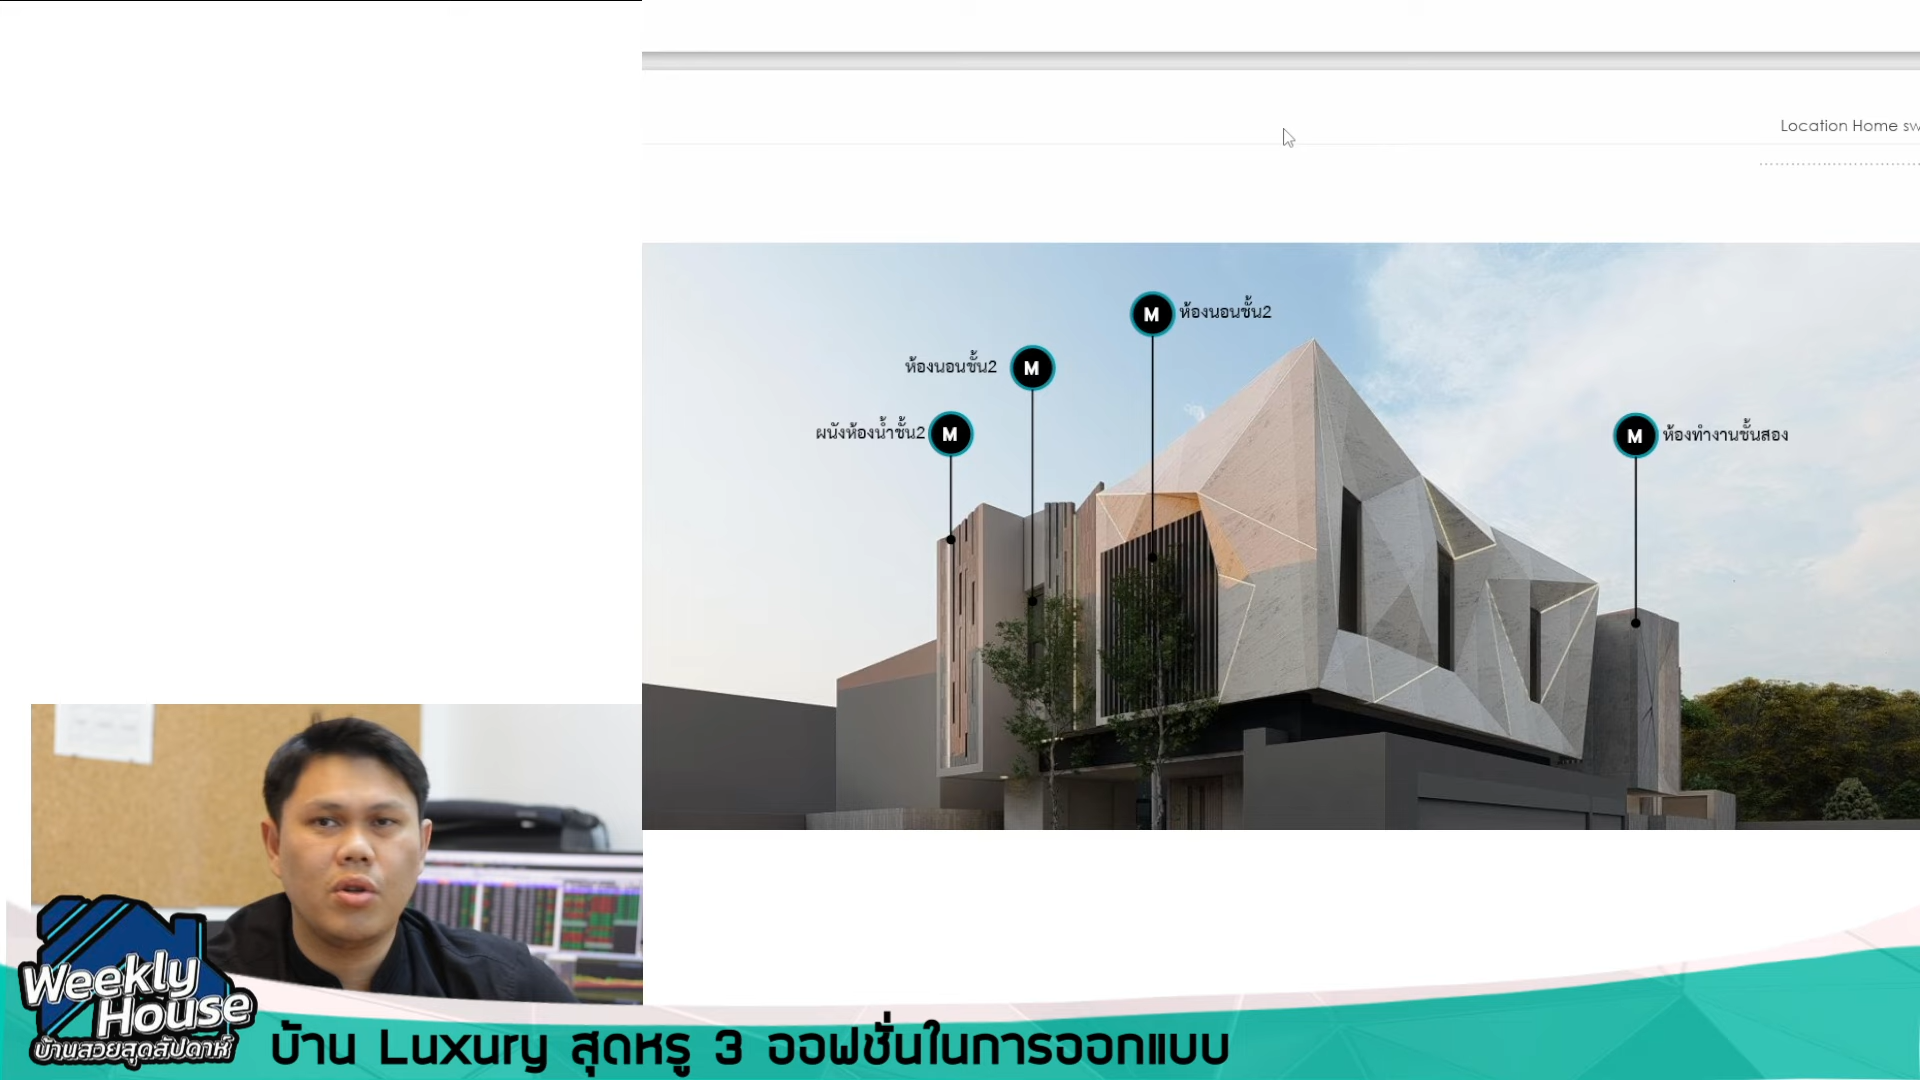 Location Home sw
M ห้องนอนชั้น2
ห้องนอนชั้น2 M
ผนังห้องน้ำชั้น2 M
M ห้องทำงานชั้นสอง
Weekly
House
บ้านสวยสุดสัปดาห์
บ้าน Luxury สุดหรู 3 ออฟชั่นในการออกแบบ